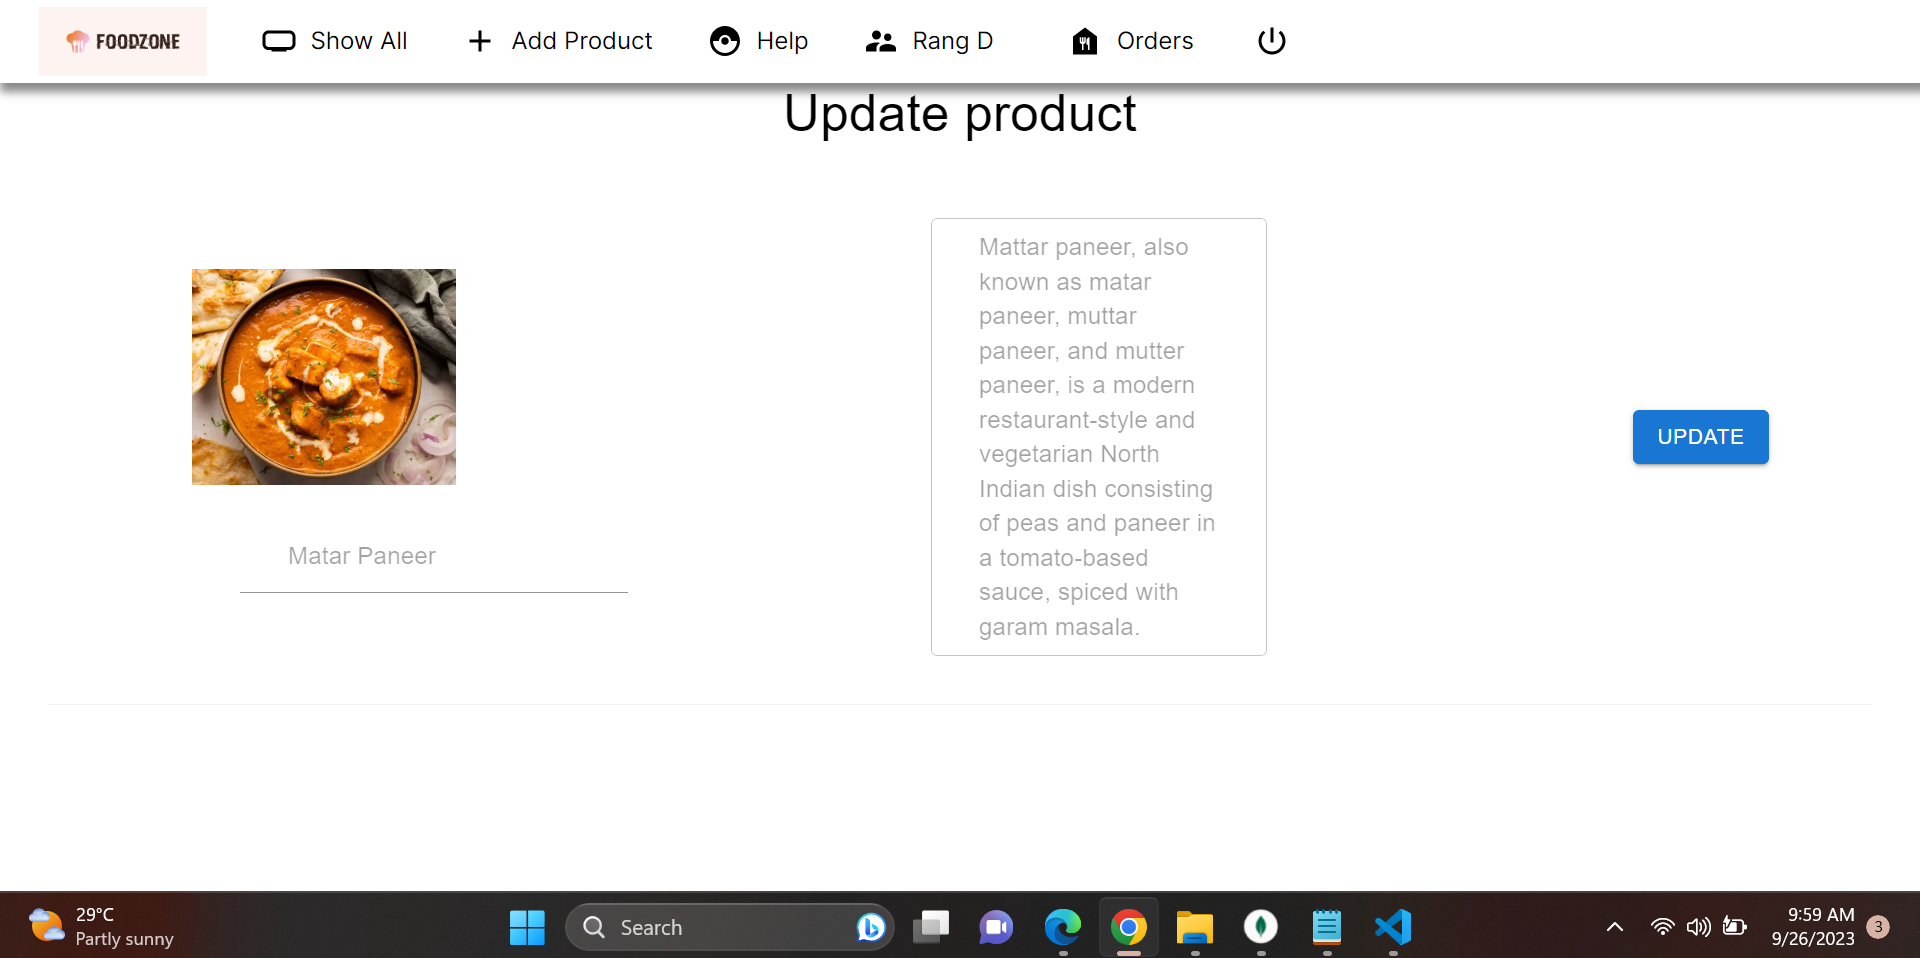 FOODZONE
Show All
Add Product
Help
Rang D
Orders
Update product
Matar Paneer
Mattar paneer, also
known as matar
paneer, muttar
paneer, and mutter
paneer, is a modern
restaurant-style and
vegetarian North
Indian dish consisting
of peas and paneer in
a tomato-based
sauce, spiced with
garam masala.
UPDATE
29°C
Partly sunny
Search
9:59 AM
9/26/2023
3